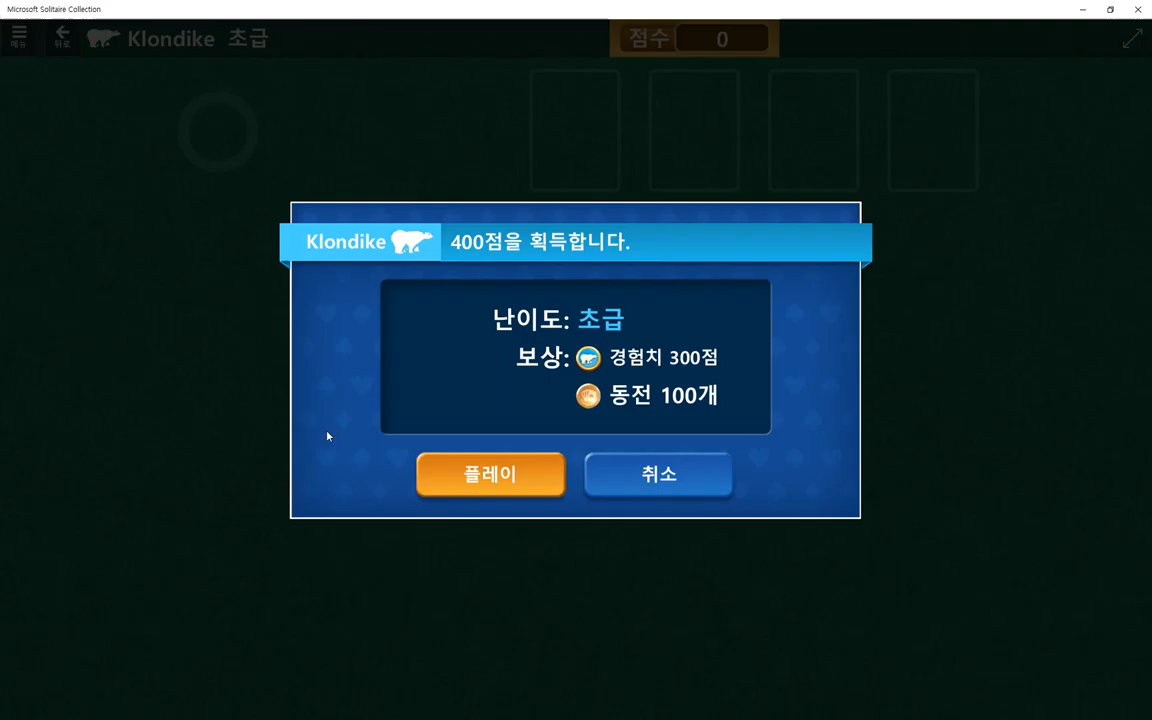 Microsoft Solitaire Collection
메뉴
뒤로
Klondike 초급
점수 0
Klondike 400점을 획득합니다.
난이도: 초급
보상: 경험치 300점
동전 100개
플레이
취소